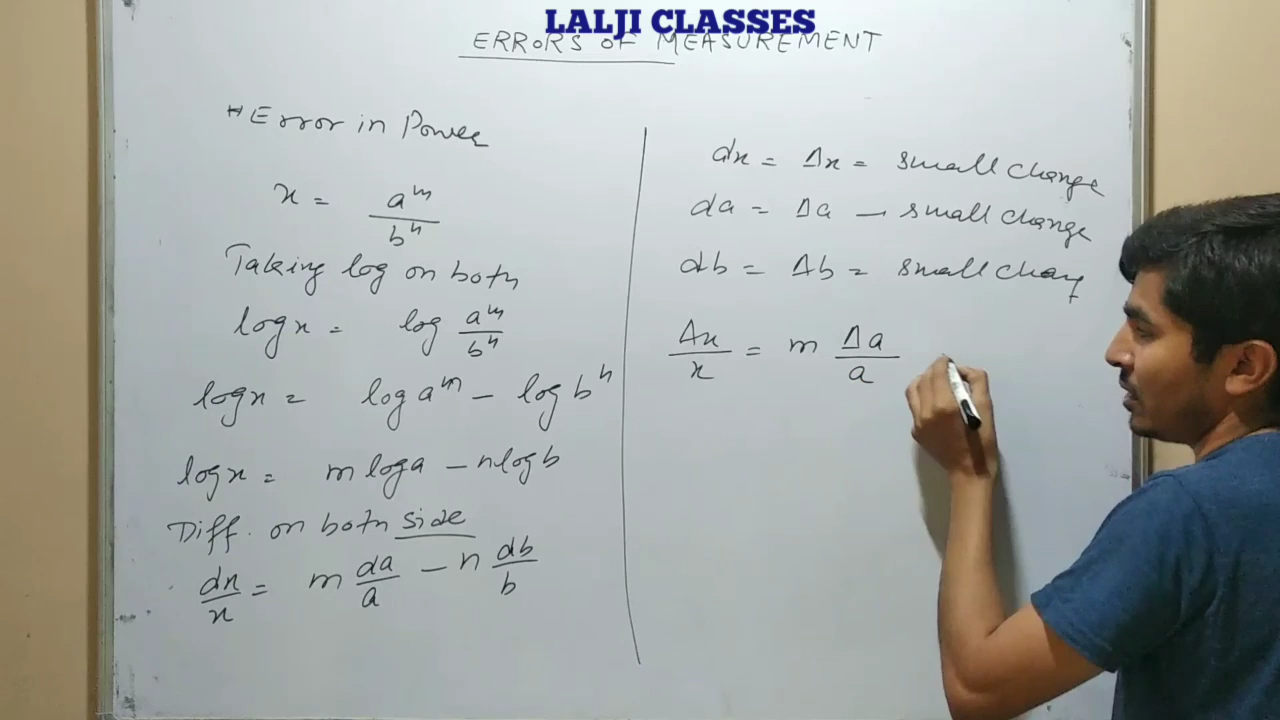 LALJI CLASSES
ERRORS OF MEASUREMENT
* Error in Power
x = a^m / b^n
Taking log on both
log x = log a^m / b^n
log x = log a^m - log b^n
log x = m log a - n log b
Diff. on both side
dx/x = m da/a - n db/b
dx = Δx = small change
da = Δa - small change
db = Δb = small chang
Δx/x = m Δa/a